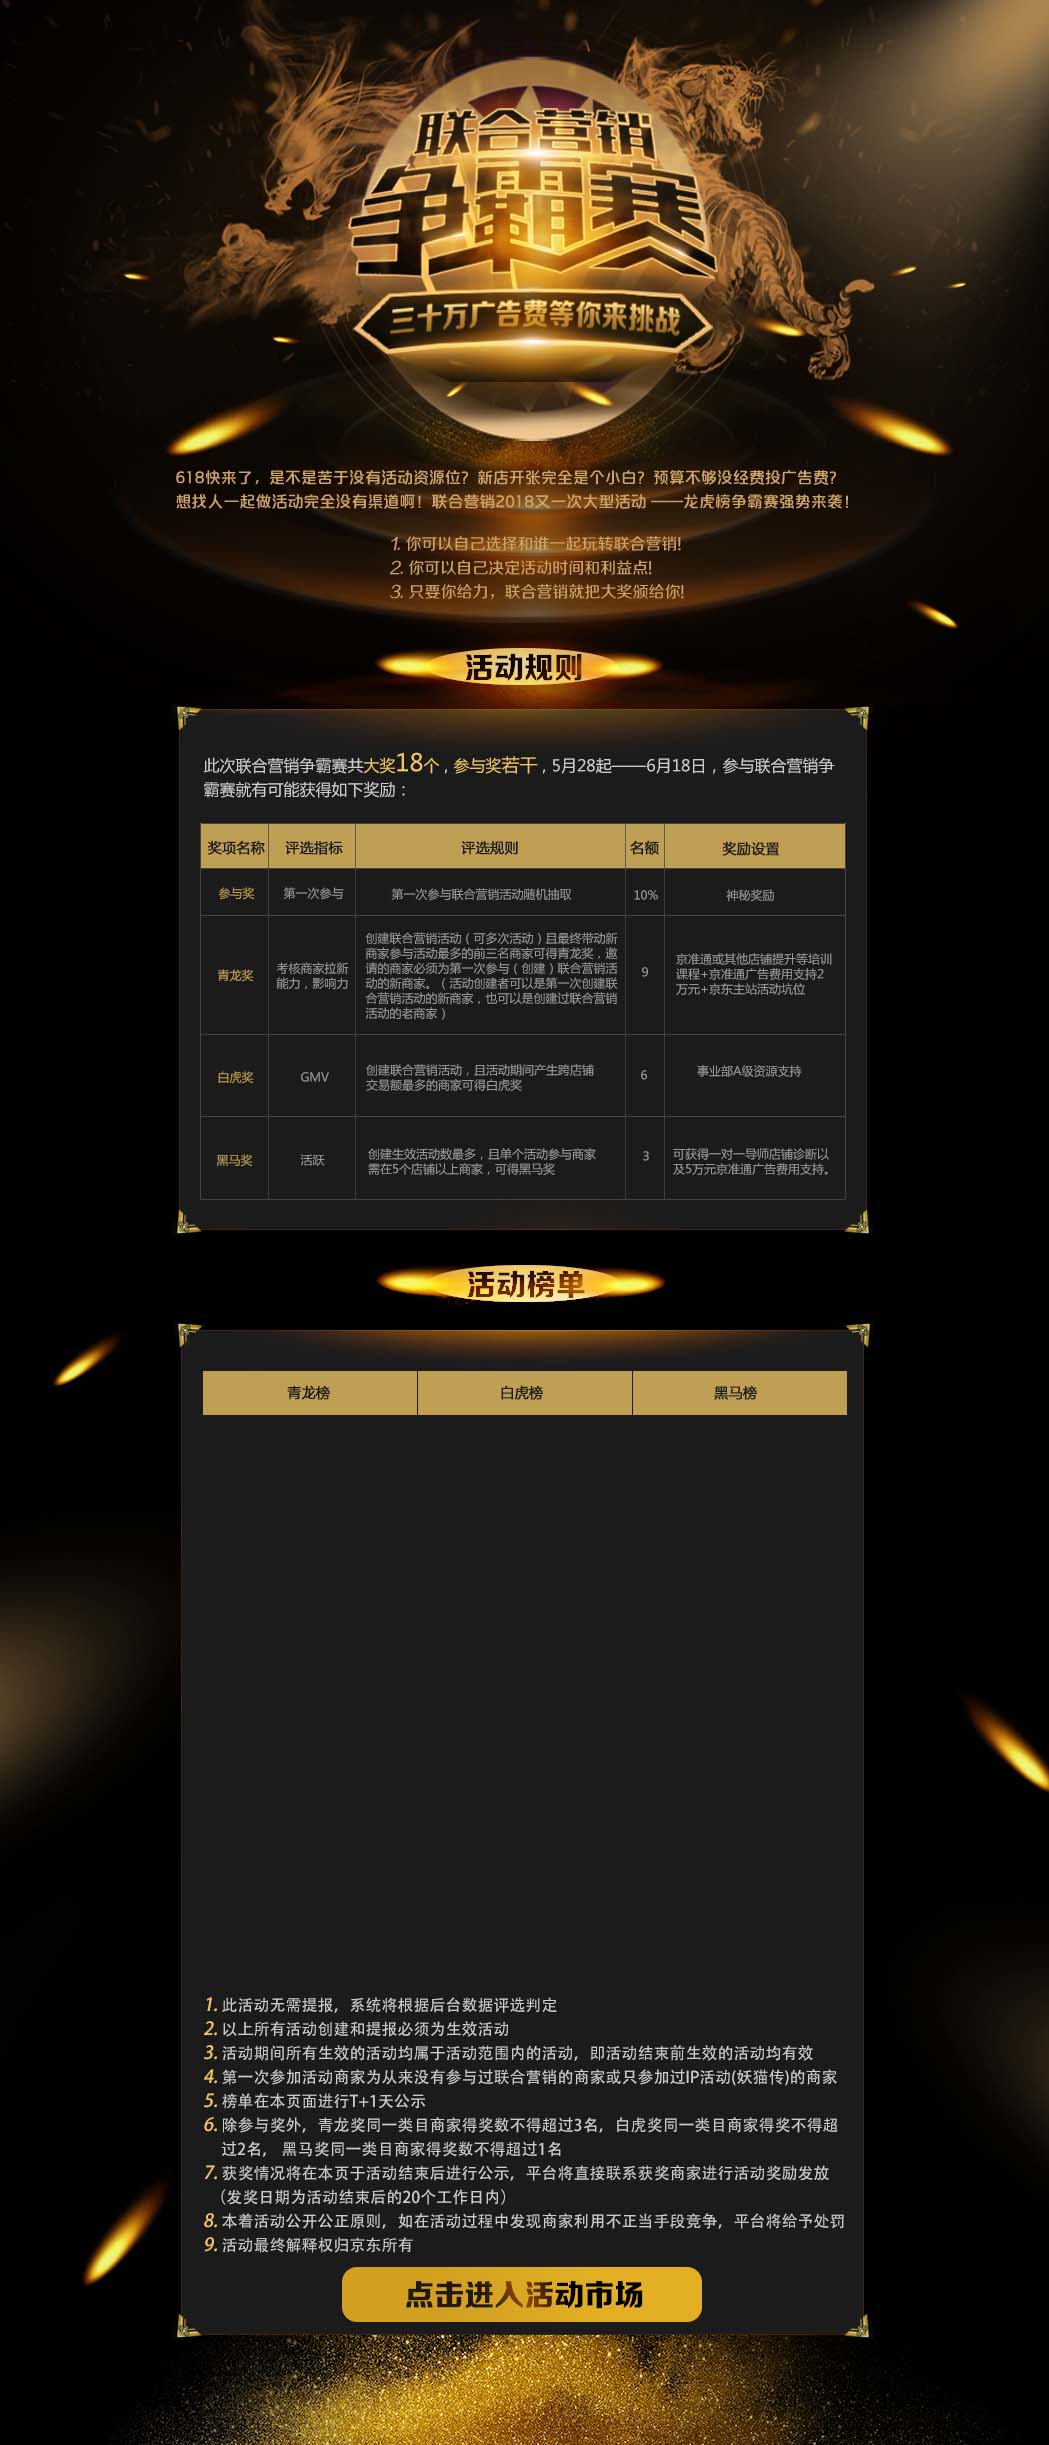 联合营销
争霸赛
三十万广告费等你来挑战
618快来了，是不是苦于没有活动资源位？新店开张完全是个小白？预算不够没经费投广告费？
想找人一起做活动完全没有渠道啊！联合营销2018又一次大型活动 ——龙虎榜争霸赛强势来袭！
1. 你可以自己选择和谁一起玩转联合营销!
2. 你可以自己决定活动时间和利益点!
3. 只要你给力，联合营销就把大奖颁给你!
活动规则
此次联合营销争霸赛共大奖18个，参与奖若干，5月28起——6月18日，参与联合营销争
霸赛就有可能获得如下奖励：
奖项名称 评选指标 评选规则 名额 奖励设置
参与奖 第一次参与 第一次参与联合营销活动随机抽取 10% 神秘奖励
青龙奖
考核商家拉新
能力，影响力
创建联合营销活动（可多次活动）且最终带动新
商家参与活动最多的前三名商家可得青龙奖，邀
请的商家必须为第一次参与（创建）联合营销活
动的新商家。（活动创建者可以是第一次创建联
合营销活动的新商家，也可以是创建过联合营销
活动的老商家）
9
京准通或其他店铺提升等培训
课程+京准通广告费用支持2
万元+京东主站活动坑位
白虎奖
GMV
创建联合营销活动，且活动期间产生跨店铺
交易额最多的商家可得白虎奖
6
事业部A级资源支持
黑马奖
活跃
创建生效活动数最多，且单个活动参与商家
需在5个店铺以上商家，可得黑马奖
3
可获得一对一导师店铺诊断以
及5万元京准通广告费用支持。
活动榜单
青龙榜 白虎榜 黑马榜
1. 此活动无需提报，系统将根据后台数据评选判定
2. 以上所有活动创建和提报必须为生效活动
3. 活动期间所有生效的活动均属于活动范围内的活动，即活动结束前生效的活动均有效
4. 第一次参加活动商家为从来没有参与过联合营销的商家或只参加过IP活动(妖猫传)的商家
5. 榜单在本页面进行T+1天公示
6. 除参与奖外，青龙奖同一类目商家得奖数不得超过3名，白虎奖同一类目商家得奖不得超
过2名， 黑马奖同一类目商家得奖数不得超过1名
7. 获奖情况将在本页于活动结束后进行公示，平台将直接联系获奖商家进行活动奖励发放
（发奖日期为活动结束后的20个工作日内）
8. 本着活动公开公正原则，如在活动过程中发现商家利用不正当手段竞争，平台将给予处罚
9. 活动最终解释权归京东所有
点击进入活动市场